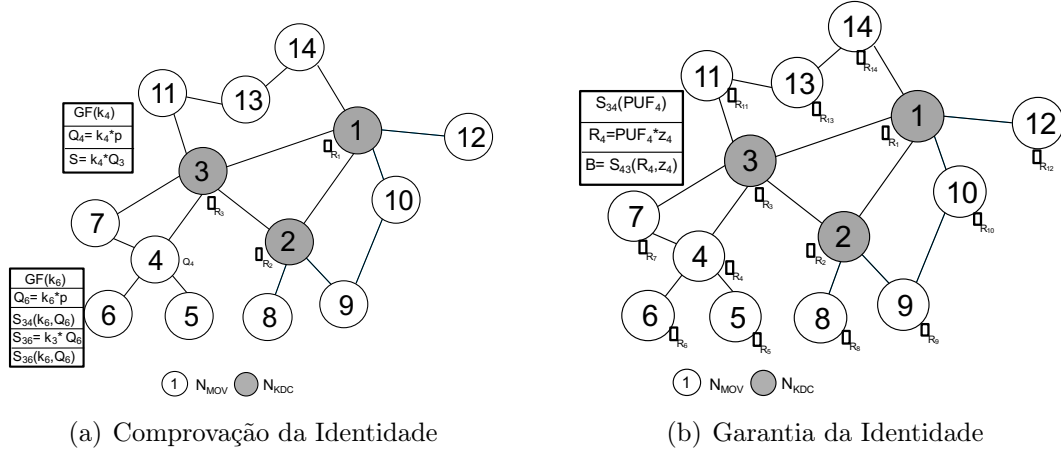 14
11
13
1
12
GF(k₄)
Q₄= k₄*p
S= k₄*Q₃
R₁
3
R₃
10
7
2
R₂
4
Q₄
GF(k₆)
Q₆= k₆*p
S₃₄(k₆,Q₆)
S₃₆= k₃* Q₆
S₃₆(k₆,Q₆)
6
5
8
9
1 N_MOV N_KDC
(a) Comprovação da Identidade
14
R₁₄
11
R₁₁
13
R₁₃
1
R₁
12
R₁₂
S₃₄(PUF₄)
R₄=PUF₄*z₄
B= S₄₃(R₄,z₄)
3
R₃
10
R₁₀
7
R₇
2
R₂
4
R₄
6
R₆
5
R₅
8
R₈
9
R₉
1 N_MOV N_KDC
(b) Garantia da Identidade